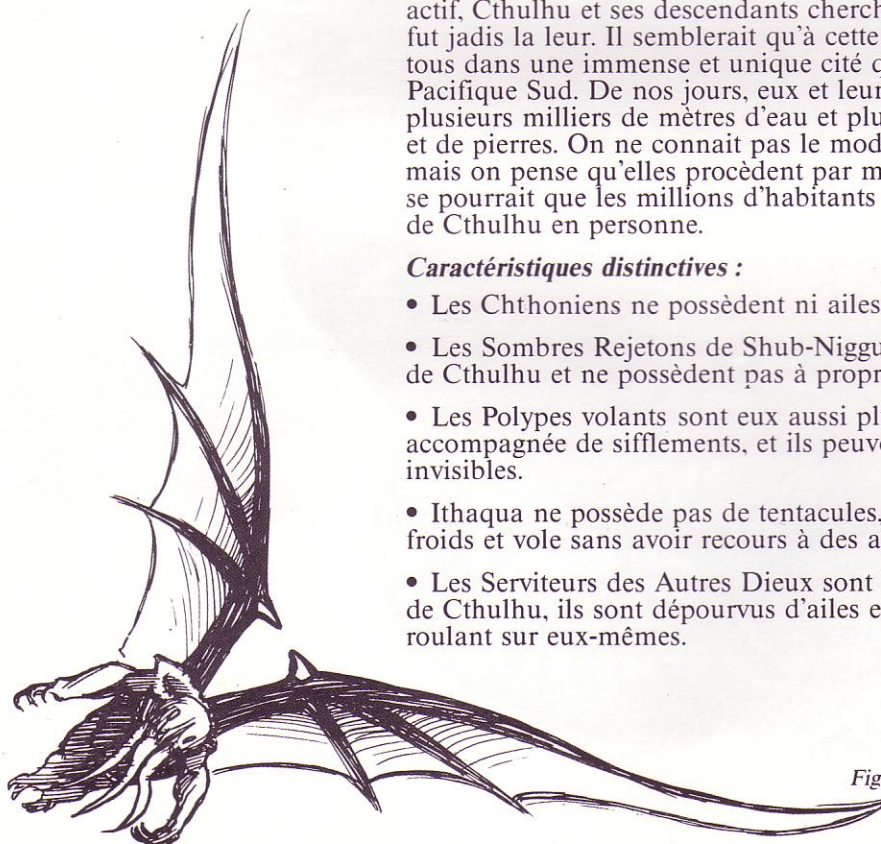 actif, Cthulhu et ses descendants cherch
fut jadis la leur. Il semblerait qu'à cette
tous dans une immense et unique cité q
Pacifique Sud. De nos jours, eux et leur
plusieurs milliers de mètres d'eau et plu
et de pierres. On ne connait pas le mod
mais on pense qu'elles procèdent par m
se pourrait que les millions d'habitants
de Cthulhu en personne.
Caractéristiques distinctives :
• Les Chthoniens ne possèdent ni ailes
• Les Sombres Rejetons de Shub-Niggu
de Cthulhu et ne possèdent pas à propr
• Les Polypes volants sont eux aussi pl
accompagnée de sifflements, et ils peuve
invisibles.
• Ithaqua ne possède pas de tentacules.
froids et vole sans avoir recours à des a
• Les Serviteurs des Autres Dieux sont
de Cthulhu, ils sont dépourvus d'ailes e
roulant sur eux-mêmes.
Fig